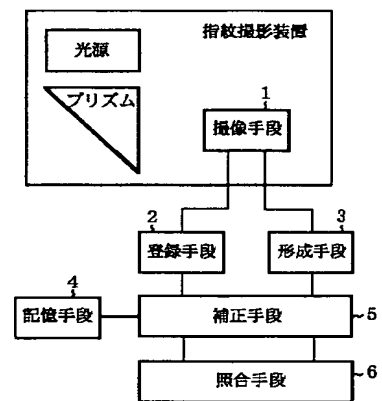 指紋撮影装置
光源
プリズム
1
撮像手段
2
登録手段
3
形成手段
4
記憶手段
補正手段
5
照合手段
6